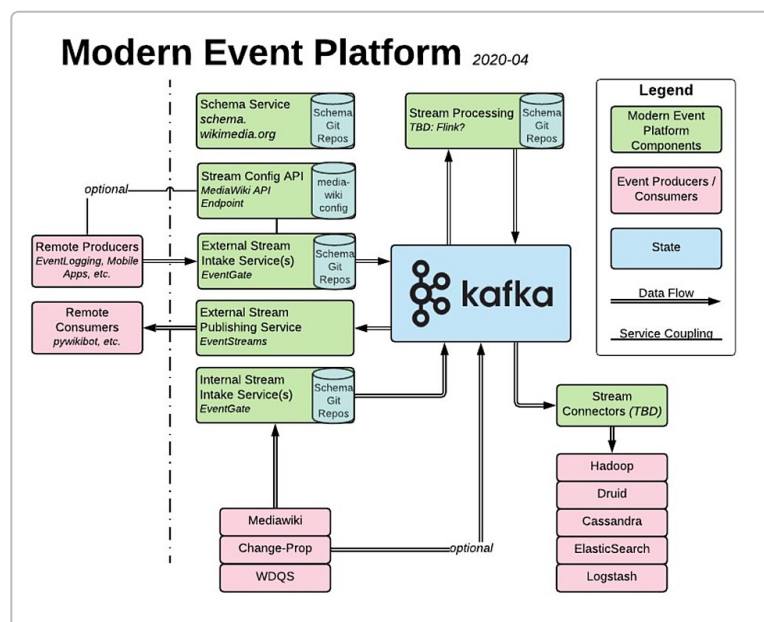 Modern Event Platform 2020-04
Schema Service
schema.
wikimedia.org
Schema
Git
Repos
Stream Processing
TBD: Flink?
Schema
Git
Repos
Legend
Modern Event
Platform
Components
Event Producers /
Consumers
State
Data Flow
Service Coupling
optional
Stream Config API
MediaWiki API
Endpoint
media-
wiki
config
Remote Producers
EventLogging, Mobile
Apps, etc.
External Stream
Intake Service(s)
EventGate
Schema
Git
Repos
kafka
Remote
Consumers
pywikibot, etc.
External Stream
Publishing Service
EventStreams
Internal Stream
Intake Service(s)
EventGate
Schema
Git
Repos
Stream
Connectors (TBD)
Mediawiki
Change-Prop
WDQS
optional
Hadoop
Druid
Cassandra
ElasticSearch
Logstash